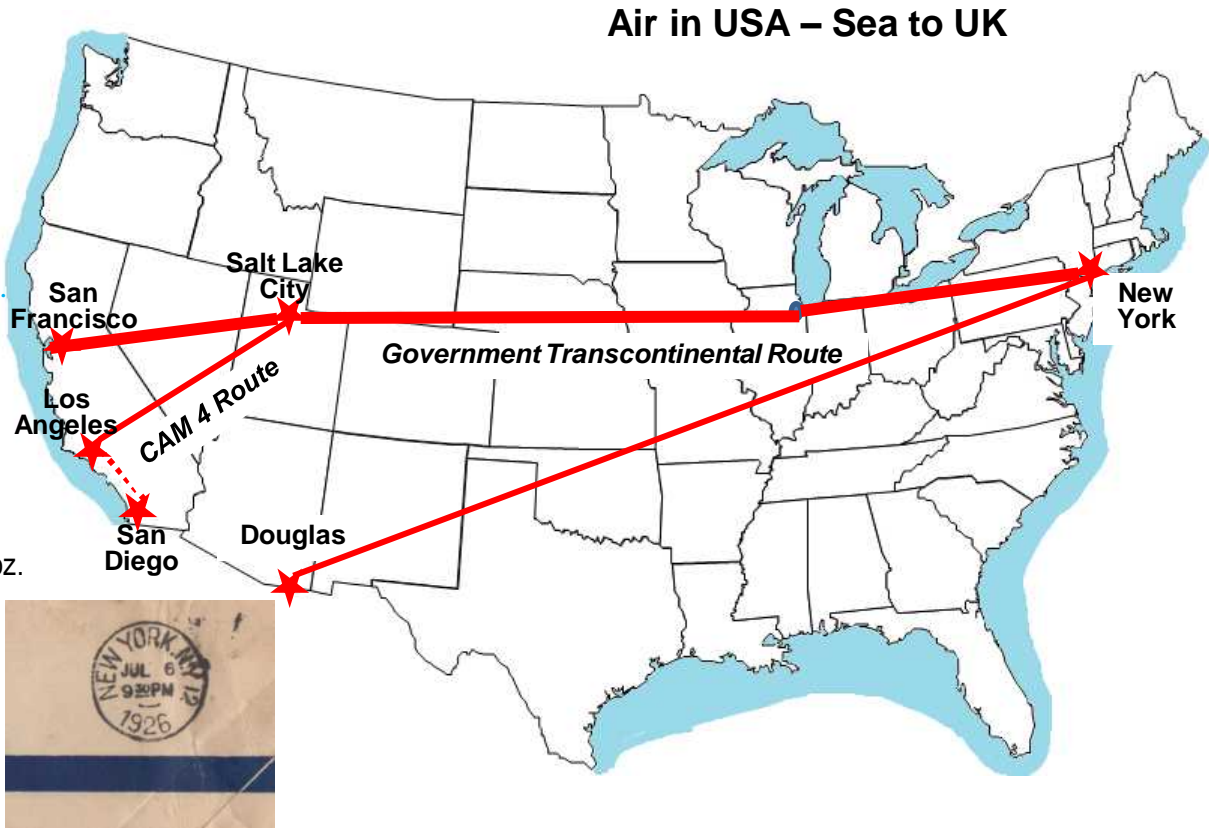 Air in USA – Sea to UK
Salt Lake
City
San
Francisco
New
York
Government Transcontinental Route
CAM 4 Route
Los
Angeles
San
Diego
Douglas
oz.
NEW YORK, N.Y. 12
JUL 6
9 30 PM
1926